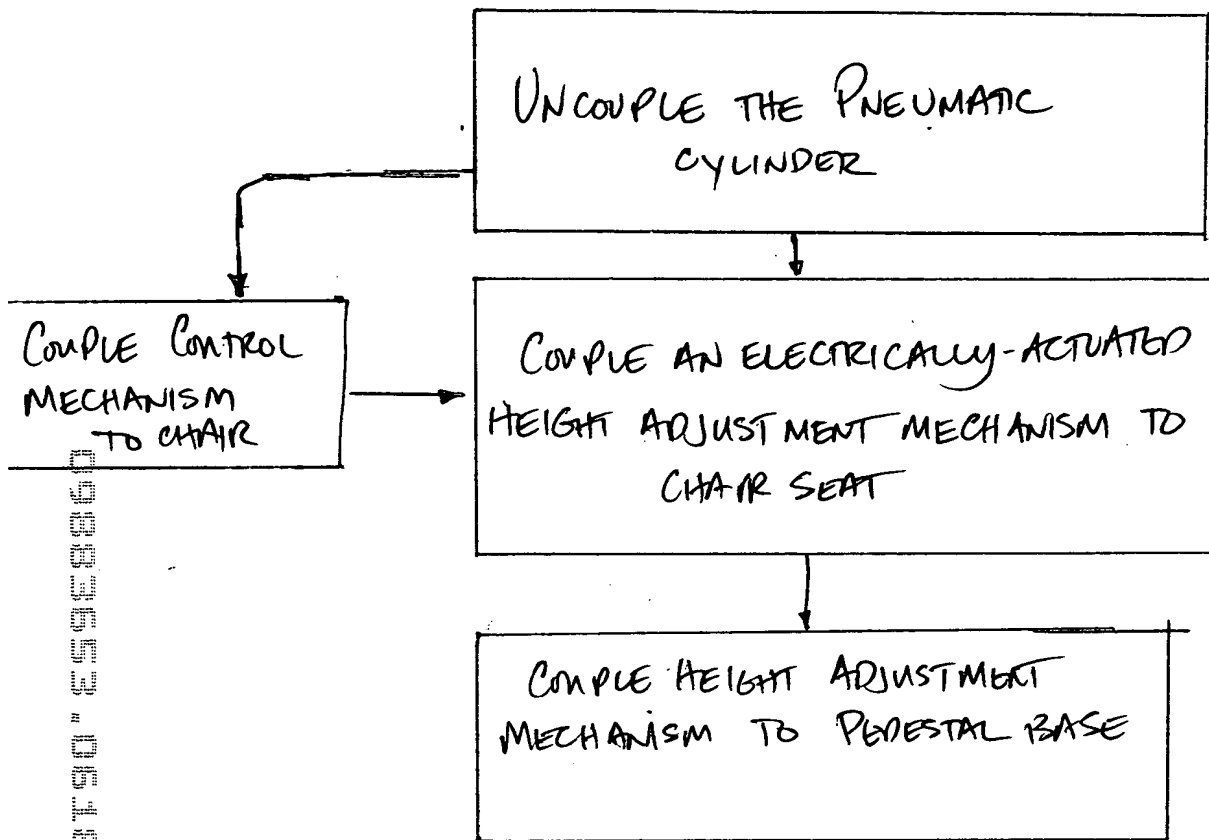 UNCOUPLE THE PNEUMATIC
CYLINDER
COUPLE CONTROL
MECHANISM
TO CHAIR
COUPLE AN ELECTRICALLY-ACTUATED
HEIGHT ADJUSTMENT MECHANISM TO
CHAIR SEAT
COUPLE HEIGHT ADJUSTMENT
MECHANISM TO PEDESTAL BASE